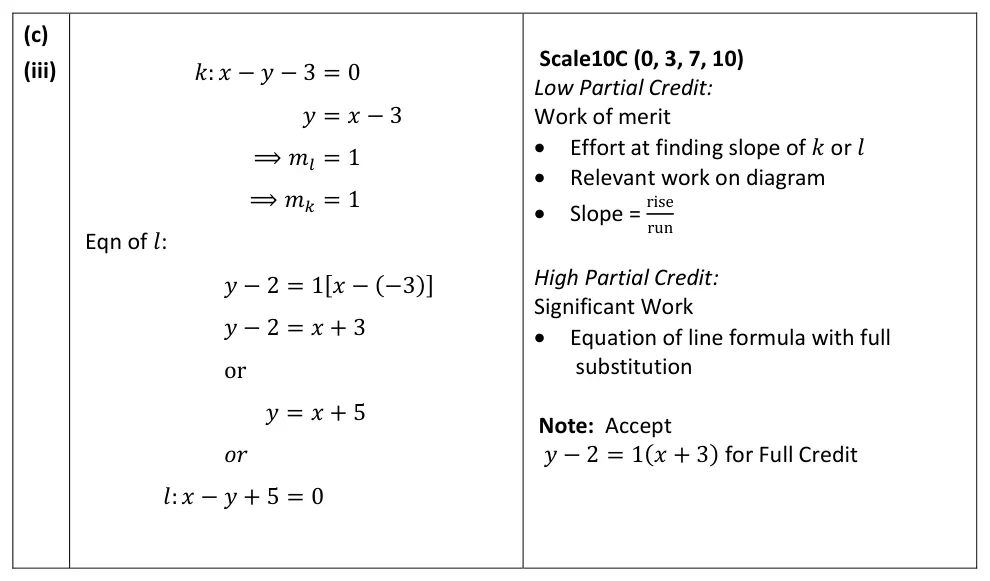 (c)
(iii)
k: x − y − 3 = 0
y = x − 3
⟹ mₗ = 1
⟹ mₖ = 1
Eqn of l:
y − 2 = 1[x − (−3)]
y − 2 = x + 3
or
y = x + 5
or
l: x − y + 5 = 0
Scale10C (0, 3, 7, 10)
Low Partial Credit:
Work of merit
• Effort at finding slope of k or l
• Relevant work on diagram
• Slope = rise/run
High Partial Credit:
Significant Work
• Equation of line formula with full
substitution
Note: Accept
y − 2 = 1(x + 3) for Full Credit